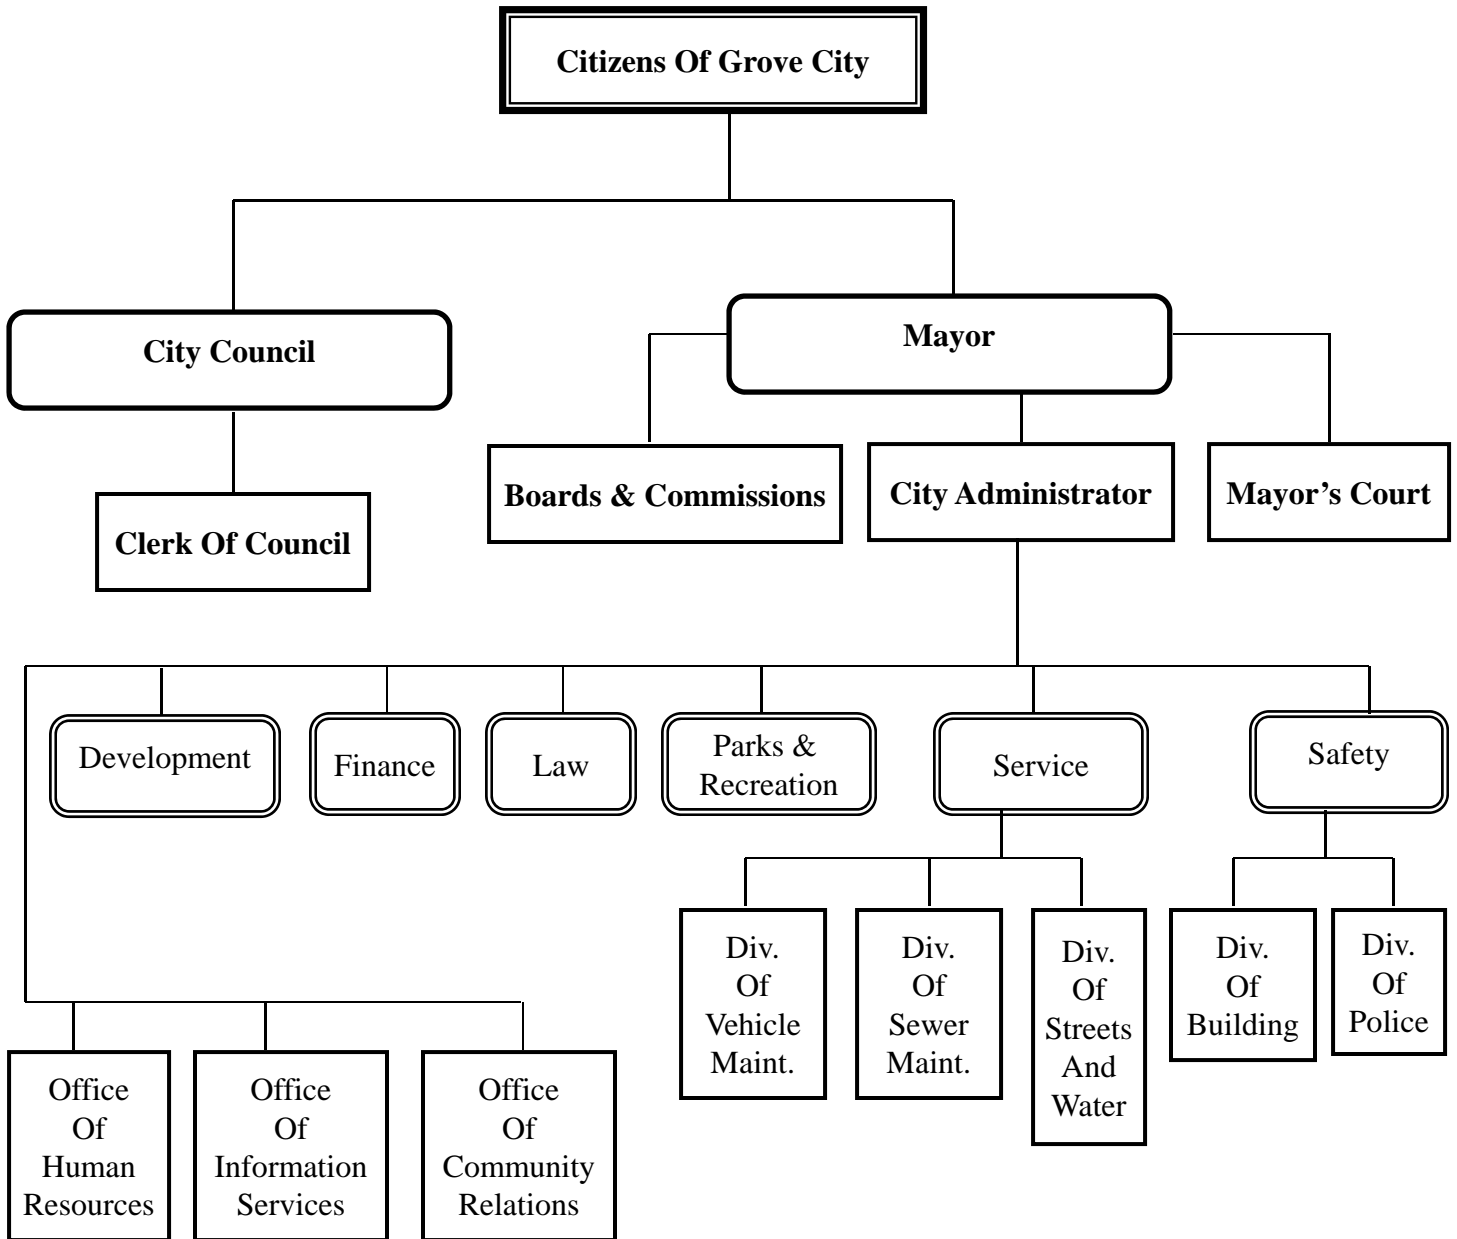 Citizens Of Grove City
City Council
Mayor
Clerk Of Council
Boards & Commissions
City Administrator
Mayor’s Court
Development
Finance
Law
Parks &
Recreation
Service
Safety
Div.
Of
Vehicle
Maint.
Div.
Of
Sewer
Maint.
Div.
Of
Streets
And
Water
Div.
Of
Building
Div.
Of
Police
Office
Of
Human
Resources
Office
Of
Information
Services
Office
Of
Community
Relations